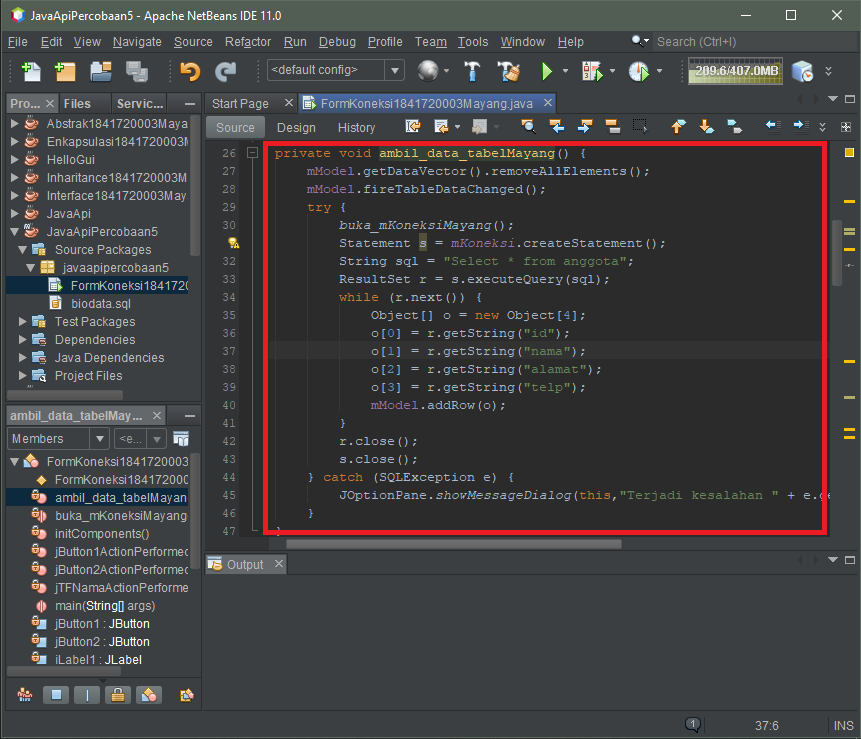 JavaApiPercobaan5 - Apache NetBeans IDE 11.0
File Edit View Navigate Source Refactor Run Debug Profile Team Tools Window Help Search (Ctrl+I)
<default config> 209.6/407.0MB
Pro... Files Servic...
Abstrak1841720003Maya
Enkapsulasi1841720003M
HelloGui
Inheritance1841720003M
Interface1841720003May
JavaApi
JavaApiPercobaan5
Source Packages
javaapipercobaan5
FormKoneksi1841720
biodata.sql
Test Packages
Dependencies
Java Dependencies
Project Files
ambil_data_tabelMay...
Members <e...
FormKoneksi1841720003
FormKoneksi184172000
ambil_data_tabelMayan
buka_mKoneksiMayang
initComponents()
jButton1ActionPerformed
jButton2ActionPerformed
jTFNamaActionPerforme
main(String[] args)
jButton1 : JButton
jButton2 : JButton
jLabel1 : JLabel
Start Page FormKoneksi1841720003Mayang.java
Source Design History
26 private void ambil_data_tabelMayang() {
27 mModel.getDataVector().removeAllElements();
28 mModel.fireTableDataChanged();
29 try {
30 buka_mKoneksiMayang();
Statement s = mKoneksi.createStatement();
32 String sql = "Select * from anggota";
33 ResultSet r = s.executeQuery(sql);
34 while (r.next()) {
35 Object[] o = new Object[4];
36 o[0] = r.getString("id");
37 o[1] = r.getString("nama");
38 o[2] = r.getString("alamat");
39 o[3] = r.getString("telp");
40 mModel.addRow(o);
41 }
42 r.close();
43 s.close();
44 } catch (SQLException e) {
45 JOptionPane.showMessageDialog(this,"Terjadi kesalahan " + e.ge
46 }
47 }
Output
1 37:6 INS